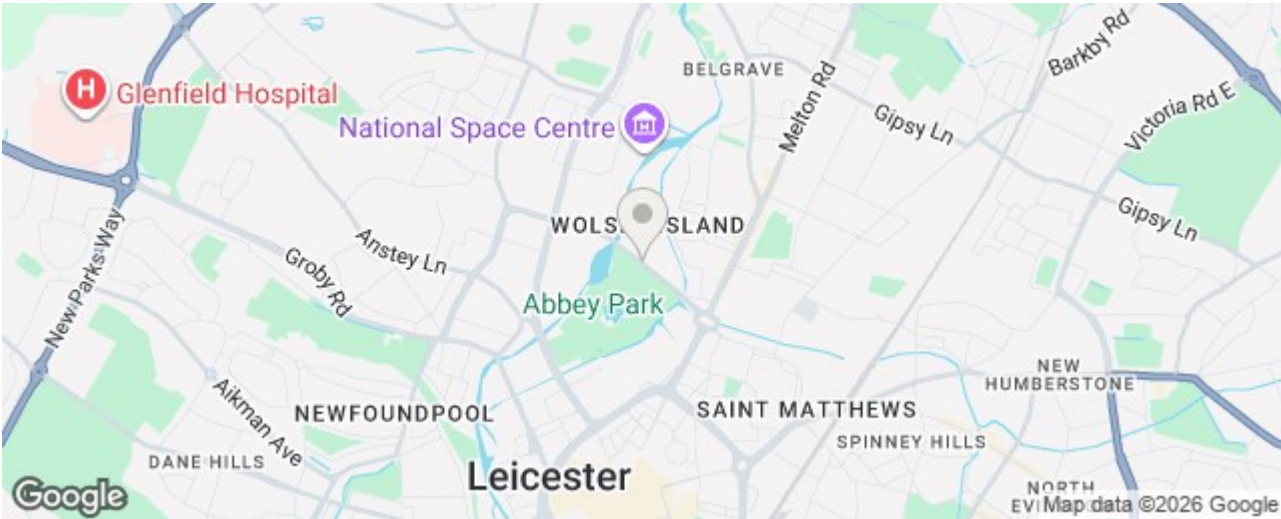 BELGRAVE
Barkby Rd
Melton Rd
Glenfield Hospital
H
National Space Centre
Gipsy Ln
Victoria Rd E
WOLS
SLAND
Gipsy Ln
New Parks Way
Groby Rd
Anstey Ln
Abbey Park
NEW
HUMBERSTONE
Aikman Ave
NEWFOUNDPOOL
SAINT MATTHEWS
SPINNEY HILLS
DANE HILLS
Leicester
NORTH
Google
Map data ©2026 Google